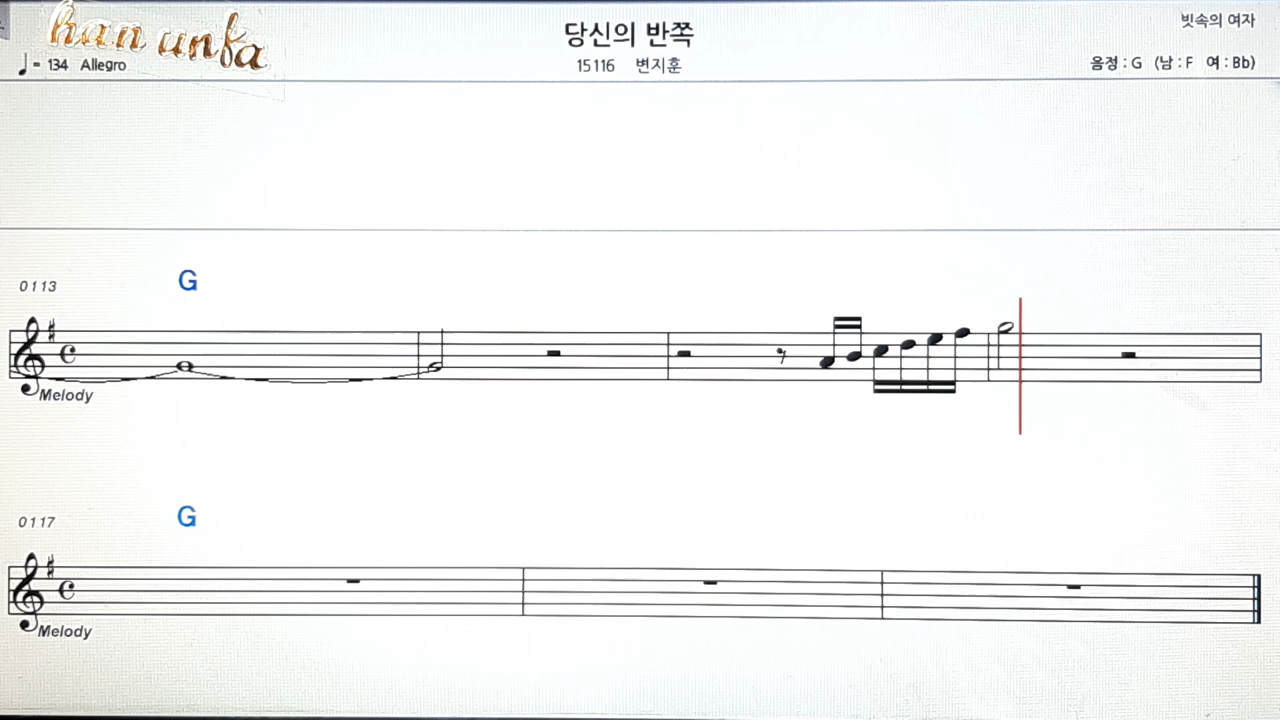 han unfa
당신의 반쪽
빗속의 여자
♩= 134 Allegro
15116 변지훈
음정 : G (남 : F 여 : Bb)
0113
G
Melody
0117
G
Melody